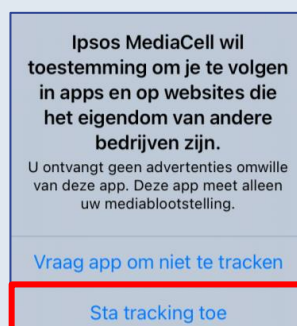 Ipsos MediaCell wil
toestemming om je te volgen
in apps en op websites die
het eigendom van andere
bedrijven zijn.
U ontvangt geen advertenties omwille
van deze app. Deze app meet alleen
uw mediablootstelling.
Vraag app om niet te tracken
Sta tracking toe